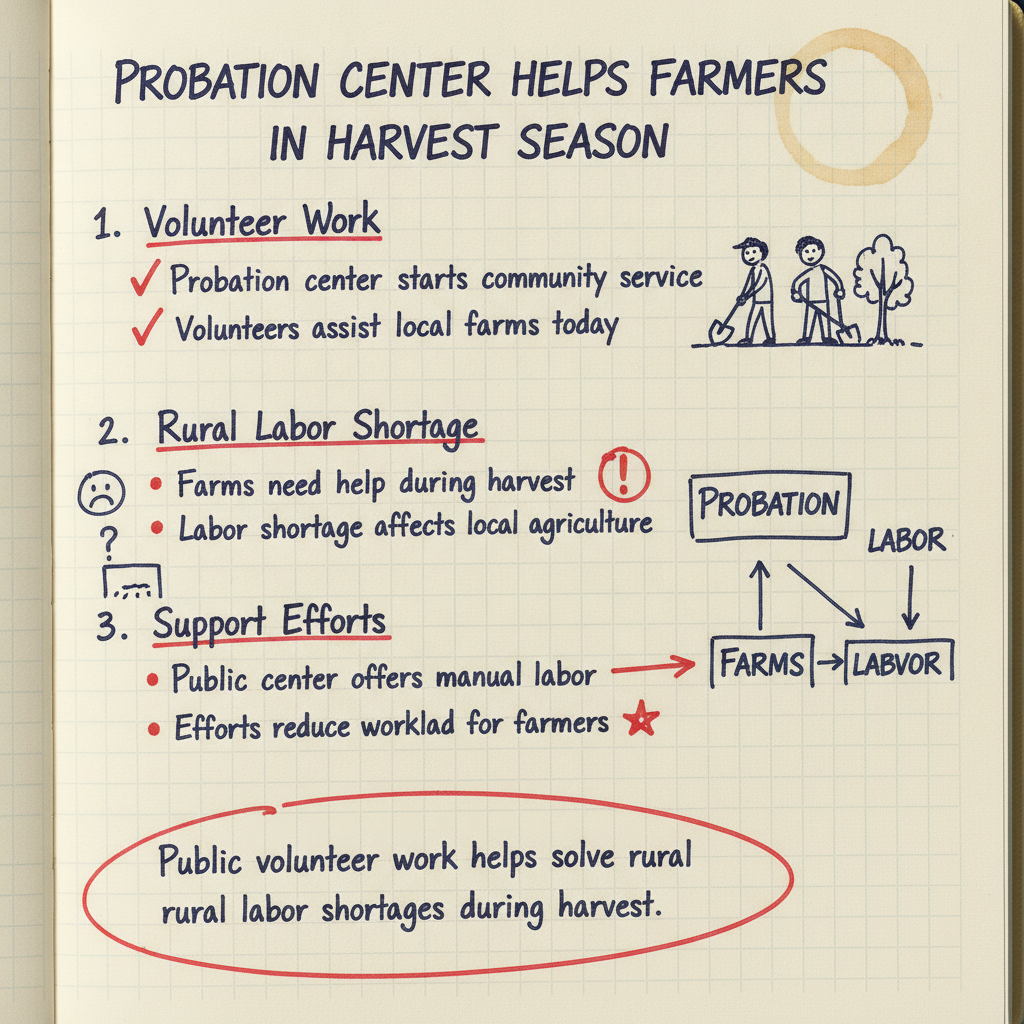 PROBATION CENTER HELPS FARMERS
IN HARVEST SEASON
1. Volunteer Work
Probation center starts community service
Volunteers assist local farms today
2. Rural Labor Shortage
Farms need help during harvest
!
Labor shortage affects local agriculture
?
PROBATION
LABOR
FARMS
LABVOR
3. Support Efforts
Public center offers manual labor
Efforts reduce worklad for farmers
Public volunteer work helps solve rural
rural labor shortages during harvest.